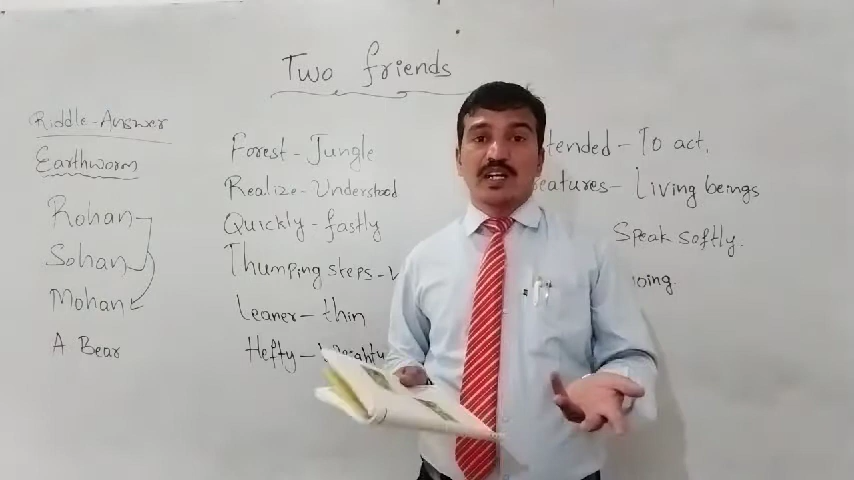 Two friends
Riddle-Answer
Earthworm
Rohan
Sohan
Mohan
A Bear
Forest - Jungle
Realize - Understood
Quickly - fastly
Thumping steps -
Leaner - thin
Hefty - Weighty
tended - To act.
eatures - Living beings
Speak softly.
oing.